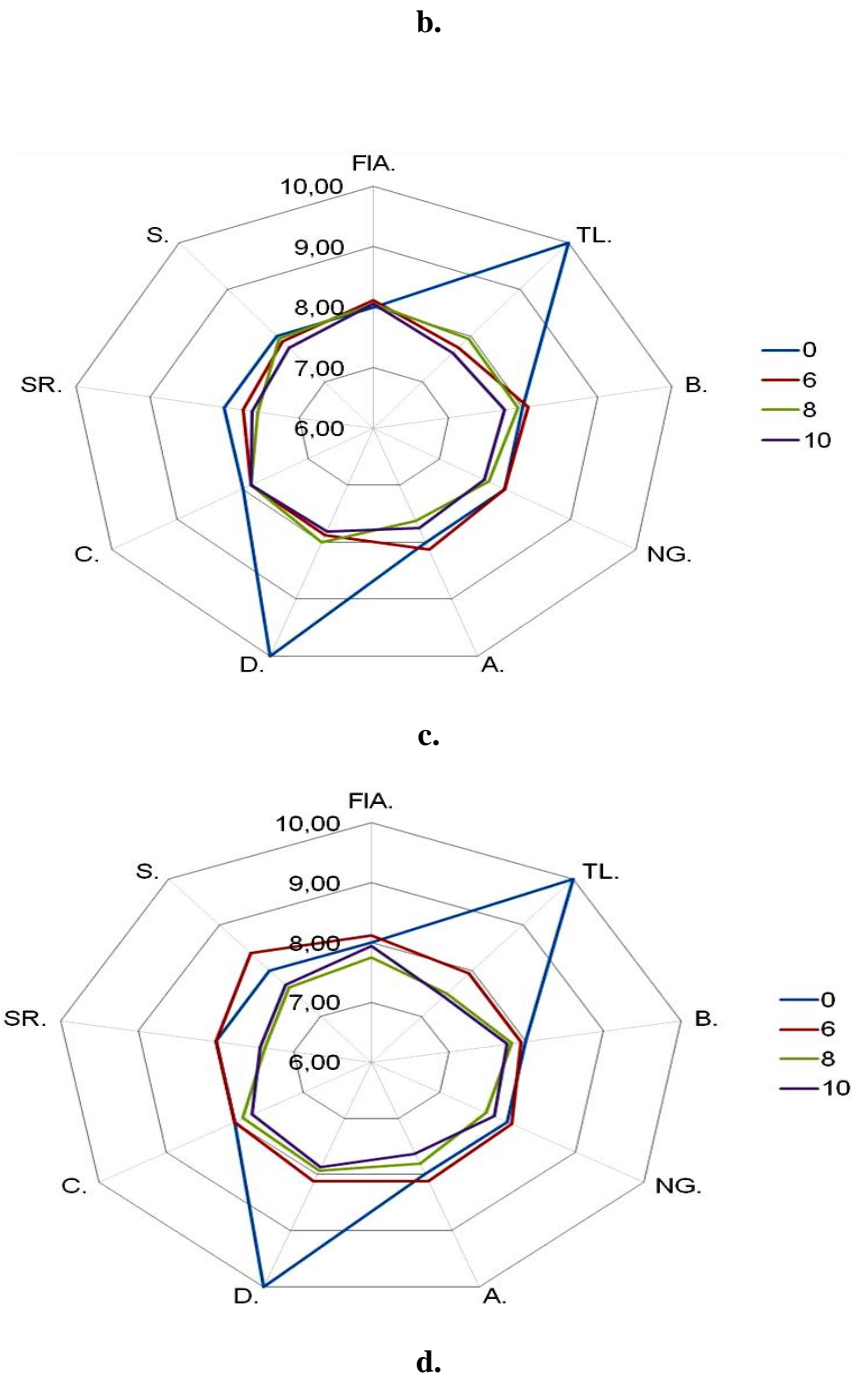 b.
FIA.
10,00
S.
TL.
9,00
8,00
0
7,00
6
SR.
B.
8
6,00
10
C.
NG.
D.
A.
c.
FIA.
10,00
S.
TL.
9,00
8,00
7,00
0
SR.
B.
6
6,00
8
10
C.
NG.
D.
A.
d.